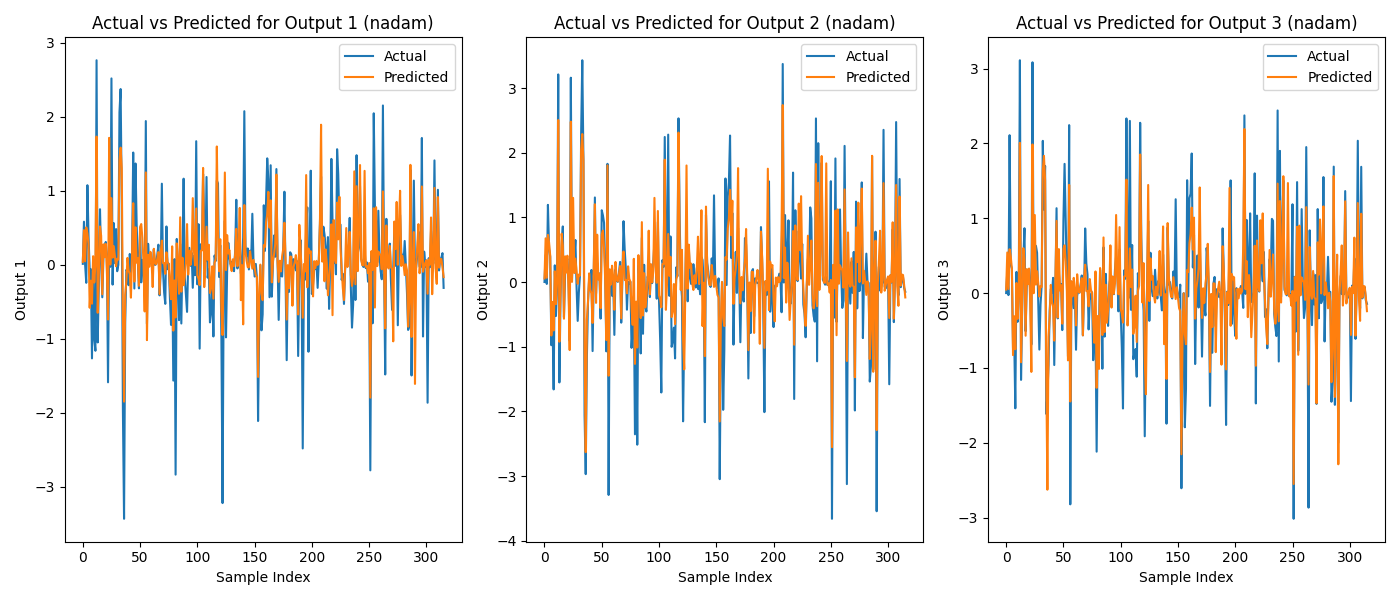 Actual vs Predicted for Output 1 (nadam)
Output 1
3
2
1
0
−1
−2
−3
0 50 100 150 200 250 300
Sample Index
Actual
Predicted
Actual vs Predicted for Output 2 (nadam)
Output 2
3
2
1
0
−1
−2
−3
−4
0 50 100 150 200 250 300
Sample Index
Actual
Predicted
Actual vs Predicted for Output 3 (nadam)
Output 3
3
2
1
0
−1
−2
−3
0 50 100 150 200 250 300
Sample Index
Actual
Predicted